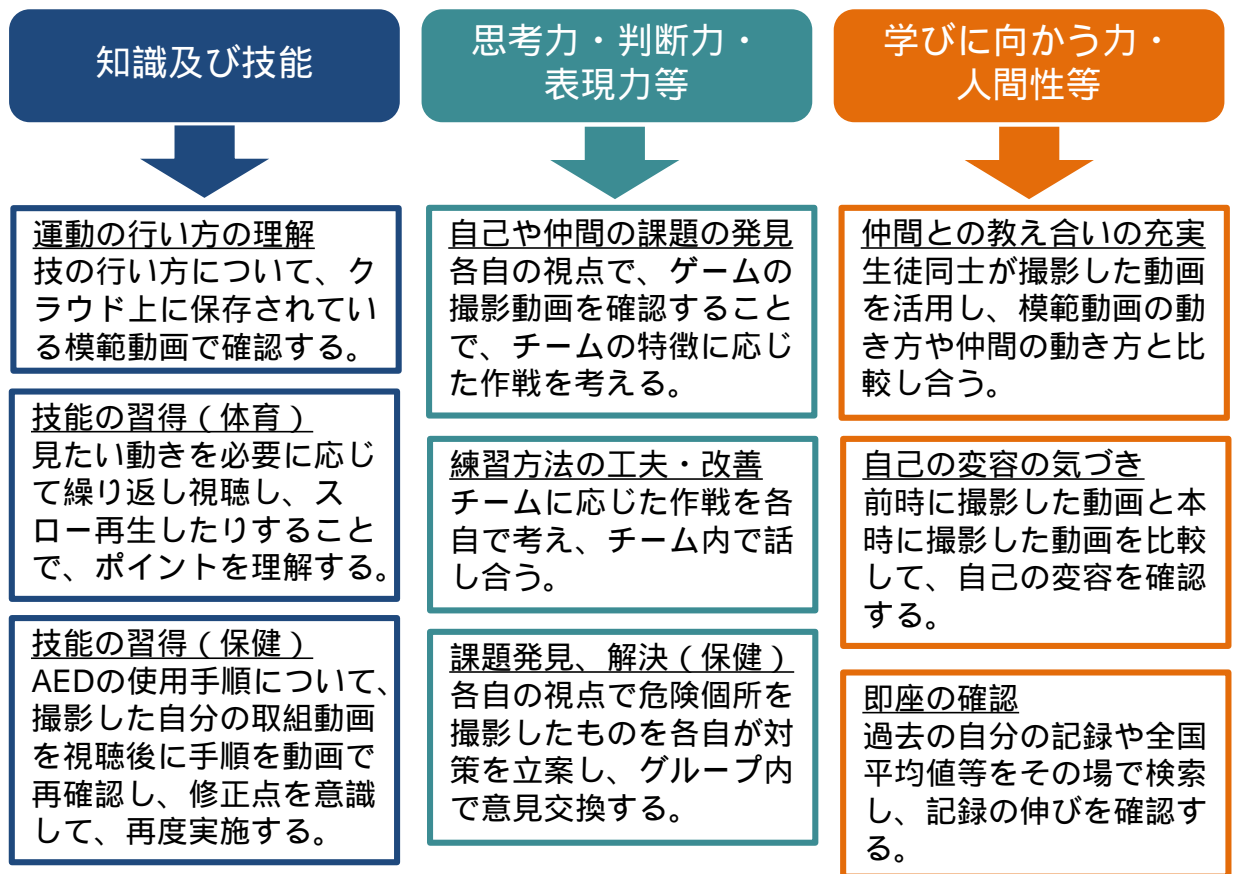 知識及び技能
運動の行い方の理解
技の行い方について、ク
ラウド上に保存されてい
る模範動画で確認する。
技能の習得（体育）
見たい動きを必要に応じ
て繰り返し視聴し、ス
ロー再生したりすること
で、ポイントを理解する。
技能の習得（保健）
AEDの使用手順について、
撮影した自分の取組動画
を視聴後に手順を動画で
再確認し、修正点を意識
して、再度実施する。
思考力・判断力・
表現力等
自己や仲間の課題の発見
各自の視点で、ゲームの
撮影動画を確認すること
で、チームの特徴に応じ
た作戦を考える。
練習方法の工夫・改善
チームに応じた作戦を各
自で考え、チーム内で話
し合う。
課題発見、解決（保健）
各自の視点で危険個所を
撮影したものを各自が対
策を立案し、グループ内
で意見交換する。
学びに向かう力・
人間性等
仲間との教え合いの充実
生徒同士が撮影した動画
を活用し、模範動画の動
き方や仲間の動き方と比
較し合う。
自己の変容の気づき
前時に撮影した動画と本
時に撮影した動画を比較
して、自己の変容を確認
する。
即座の確認
過去の自分の記録や全国
平均値等をその場で検索
し、記録の伸びを確認す
る。